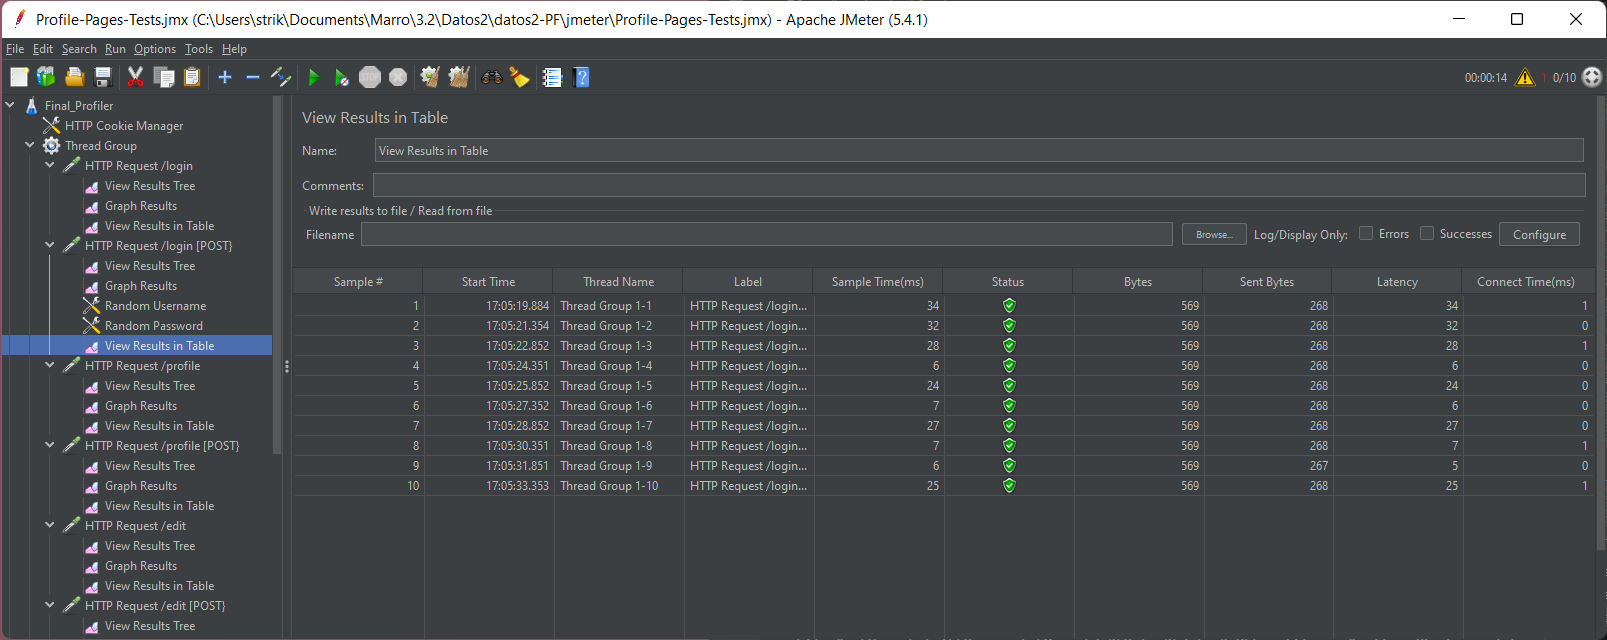 Profile-Pages-Tests.jmx (C:\Users\strik\Documents\Marro\3.2\Datos2\datos2-PF\jmeter\Profile-Pages-Tests.jmx) - Apache JMeter (5.4.1)
File Edit Search Run Options Tools Help
STOP
00:00:14 1 0/10
Final_Profiler
HTTP Cookie Manager
Thread Group
HTTP Request /login
View Results Tree
Graph Results
View Results in Table
HTTP Request /login [POST}
View Results Tree
Graph Results
Random Username
Random Password
View Results in Table
HTTP Request /profile
View Results Tree
Graph Results
View Results in Table
HTTP Request /profile [POST}
View Results Tree
Graph Results
View Results in Table
HTTP Request /edit
View Results Tree
Graph Results
View Results in Table
HTTP Request /edit [POST}
View Results Tree
View Results in Table
Name: View Results in Table
Comments:
Write results to file / Read from file
Filename Browse... Log/Display Only: Errors Successes Configure
Sample # Start Time Thread Name Label Sample Time(ms) Status Bytes Sent Bytes Latency Connect Time(ms)
1 17:05:19.884 Thread Group 1-1 HTTP Request /login... 34 569 268 34 1
2 17:05:21.354 Thread Group 1-2 HTTP Request /login... 32 569 268 32 0
3 17:05:22.852 Thread Group 1-3 HTTP Request /login... 28 569 268 28 1
4 17:05:24.351 Thread Group 1-4 HTTP Request /login... 6 569 268 6 0
5 17:05:25.852 Thread Group 1-5 HTTP Request /login... 24 569 268 24 0
6 17:05:27.352 Thread Group 1-6 HTTP Request /login... 7 569 268 6 0
7 17:05:28.852 Thread Group 1-7 HTTP Request /login... 27 569 268 27 0
8 17:05:30.351 Thread Group 1-8 HTTP Request /login... 7 569 268 7 1
9 17:05:31.851 Thread Group 1-9 HTTP Request /login... 6 569 267 5 0
10 17:05:33.353 Thread Group 1-10 HTTP Request /login... 25 569 268 25 1